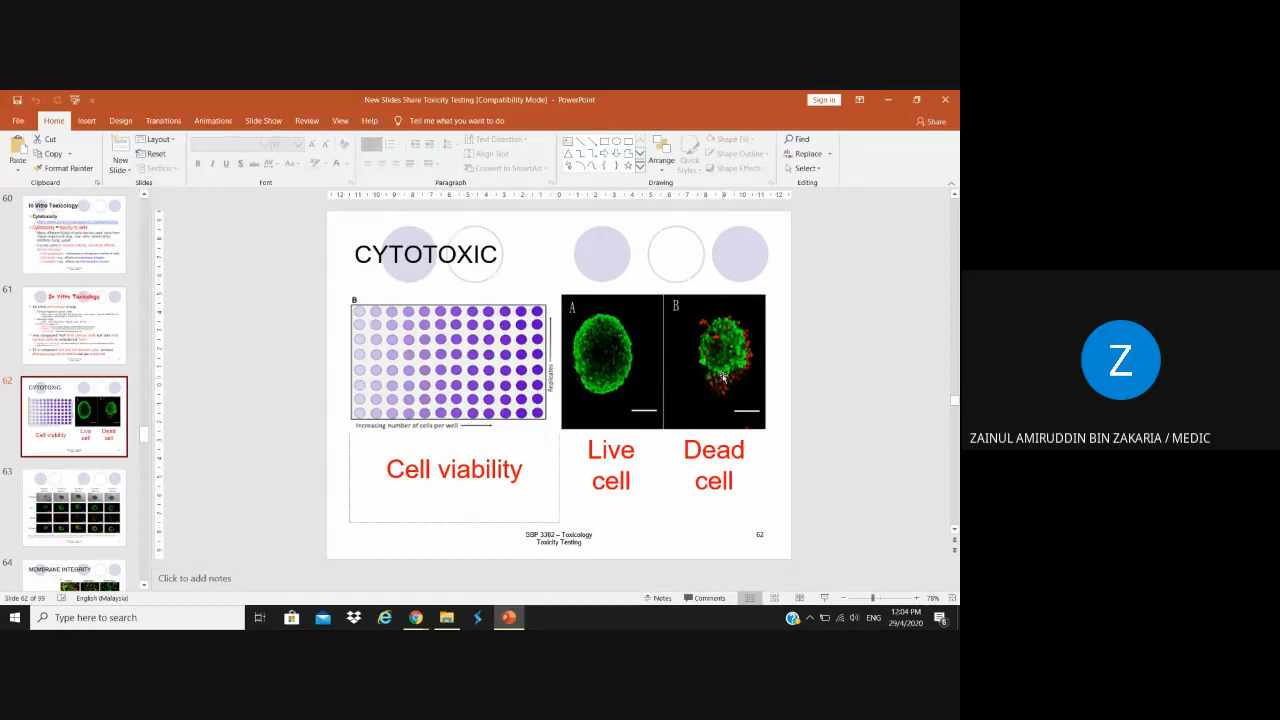 New Slides Share Toxicity Testing [Compatibility Mode] - PowerPoint
Sign in
File Home Insert Design Transitions Animations Slide Show Review View Help Tell me what you want to do
Share
Paste
Cut
Copy
Format Painter
Clipboard
New Slide
Layout
Reset
Section
Slides
Font
Text Direction
Align Text
Convert to SmartArt
Paragraph
Arrange
Quick Styles
Shape Fill
Shape Outline
Shape Effects
Drawing
Find
Replace
Select
Editing
60
In Vitro Toxicology
Cytotoxicity
61
In Vitro Toxicology
62
CYTOTOXIC
Cell viability
Live cell
Dead cell
63
64
MEMBRANE INTEGRITY
CYTOTOXIC
B
Replicates
Increasing number of cells per well
A
B
Cell viability
Live
cell
Dead
cell
SBP 3302 – Toxicology
Toxicity Testing
62
Click to add notes
Slide 62 of 99
English (Malaysia)
Notes
Comments
78%
Type here to search
ENG
12:04 PM
29/4/2020
6
Z
ZAINUL AMIRUDDIN BIN ZAKARIA / MEDIC